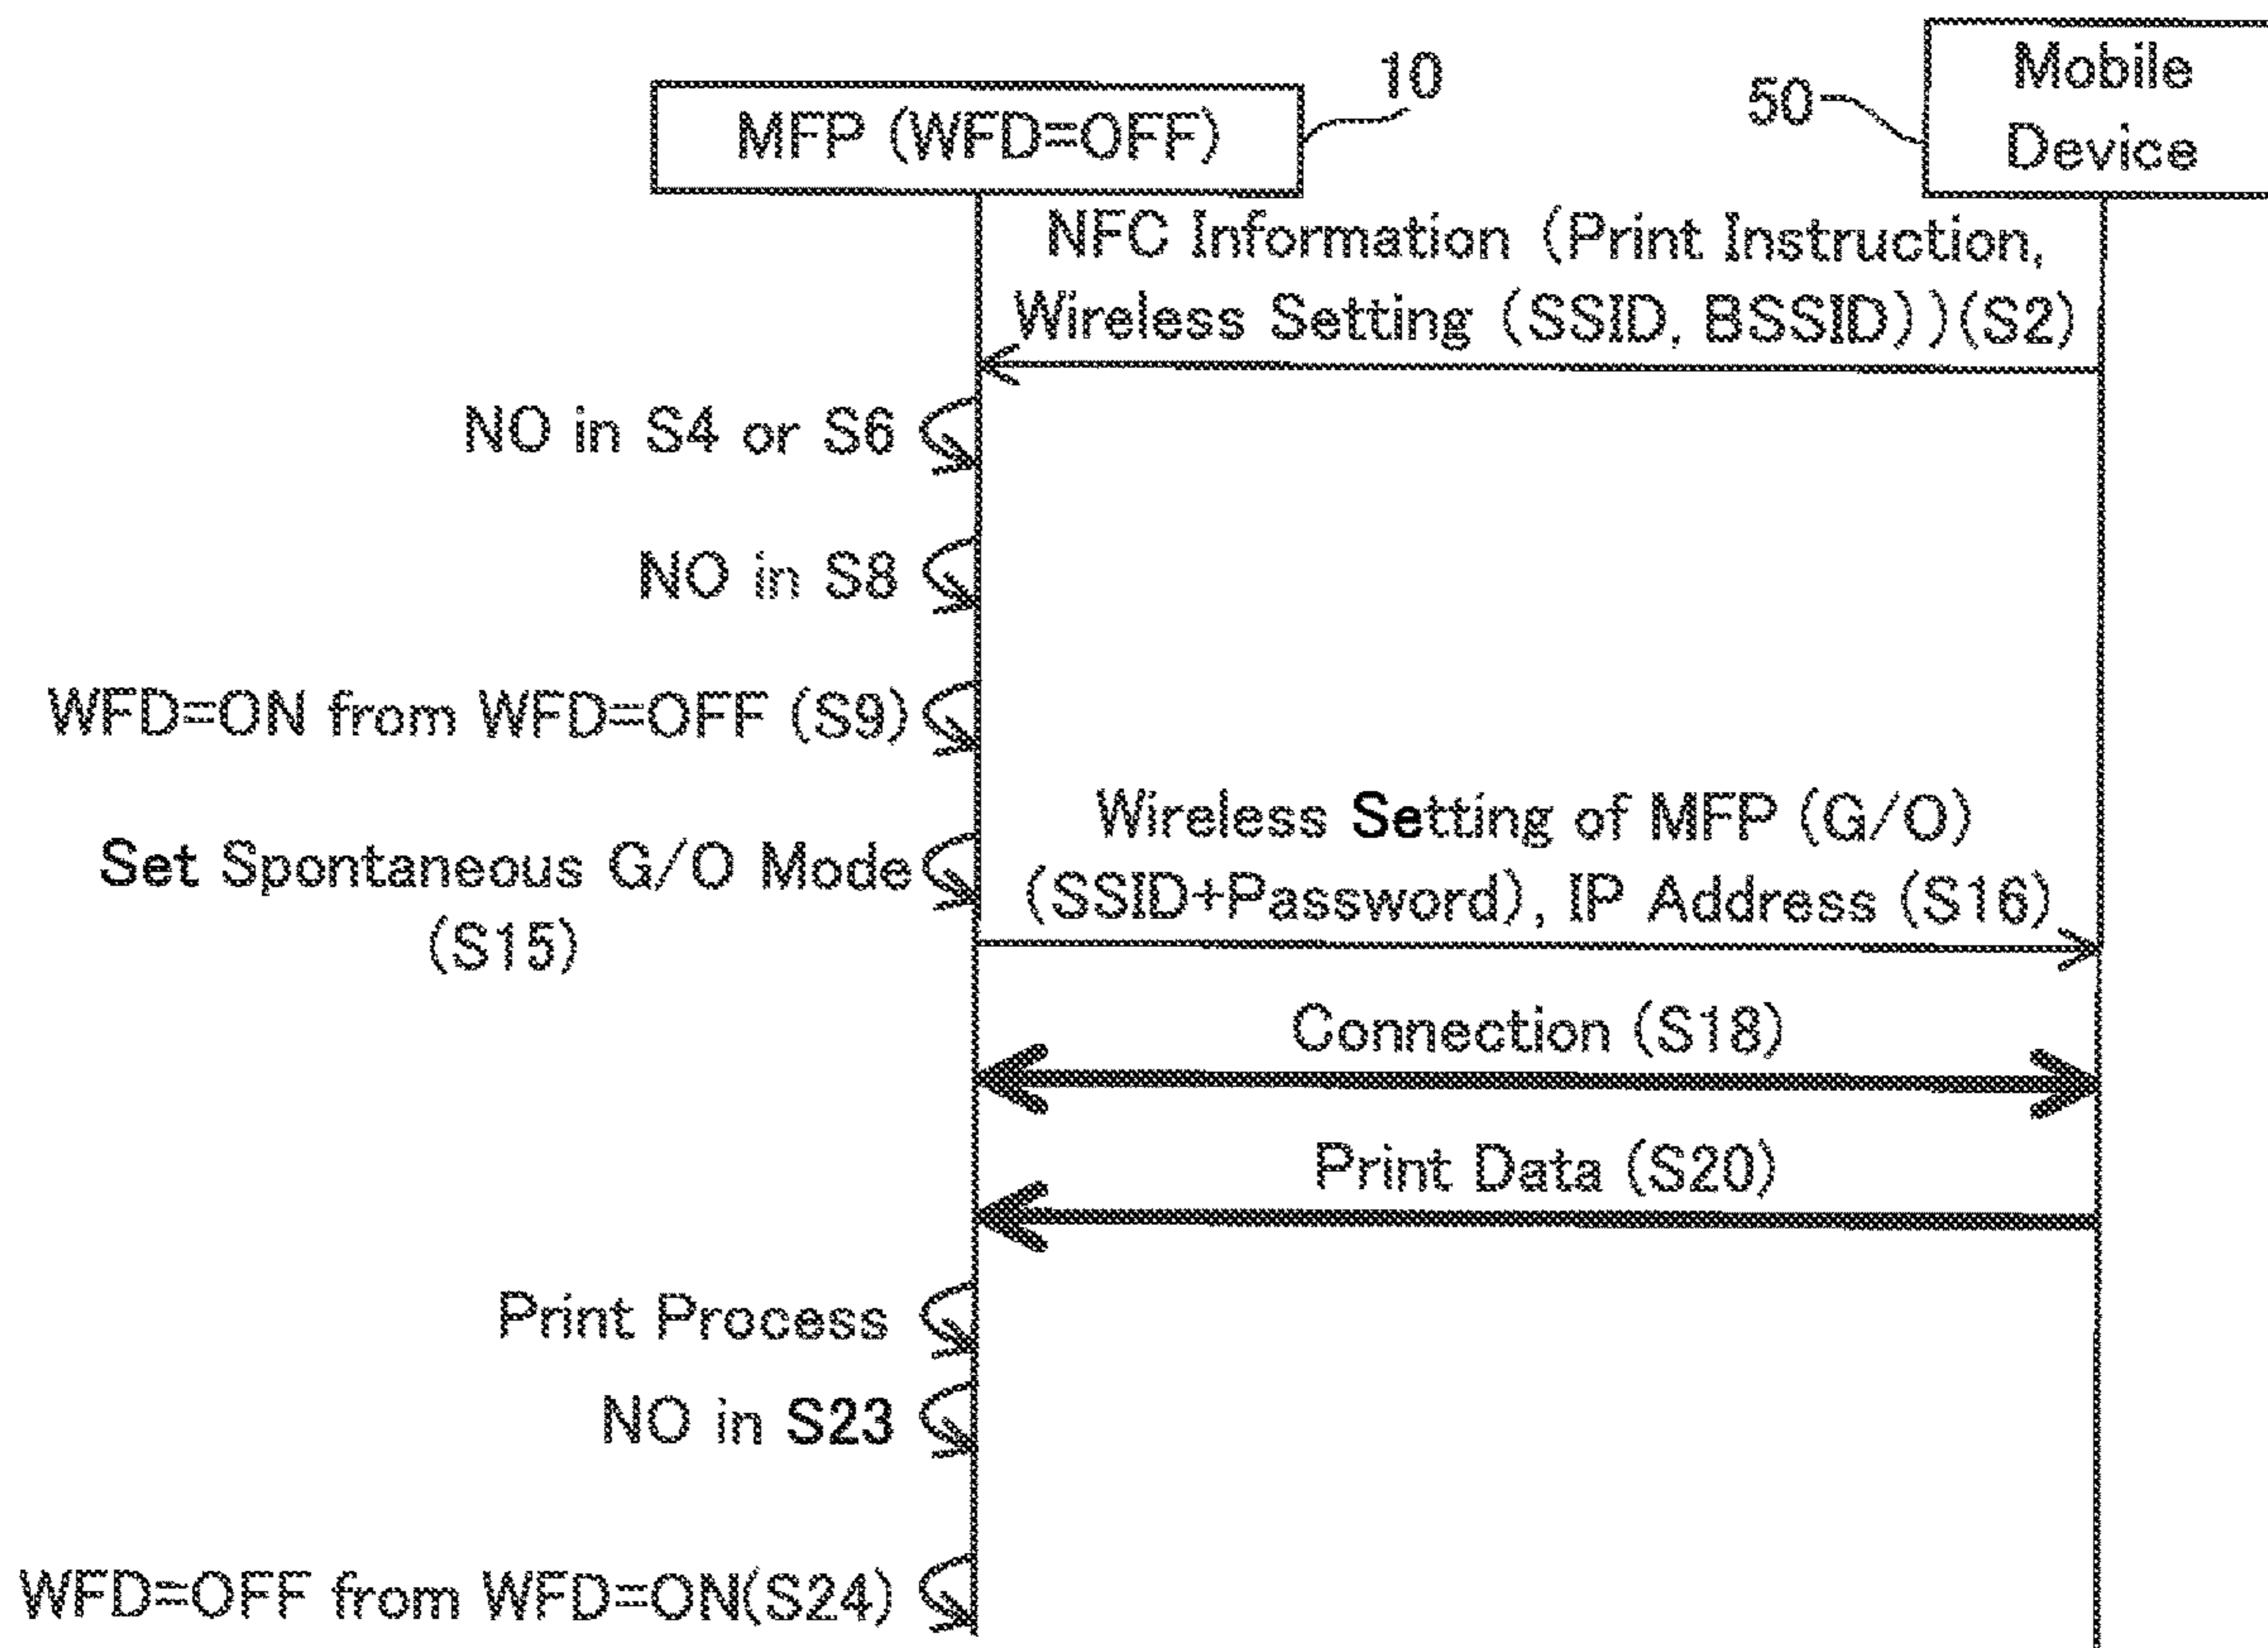 10
MFP (WFD=OFF)
50
Mobile
Device
NFC Information (Print Instruction,
Wireless Setting (SSID, BSSID))(S2)
NO in S4 or S6
NO in S8
WFD=ON from WFD=OFF (S9)
Set Spontaneous G/O Mode
(S15)
Wireless Setting of MFP (G/O)
(SSID+Password), IP Address (S16)
Connection (S18)
Print Data (S20)
Print Process
NO in S23
WFD=OFF from WFD=ON(S24)